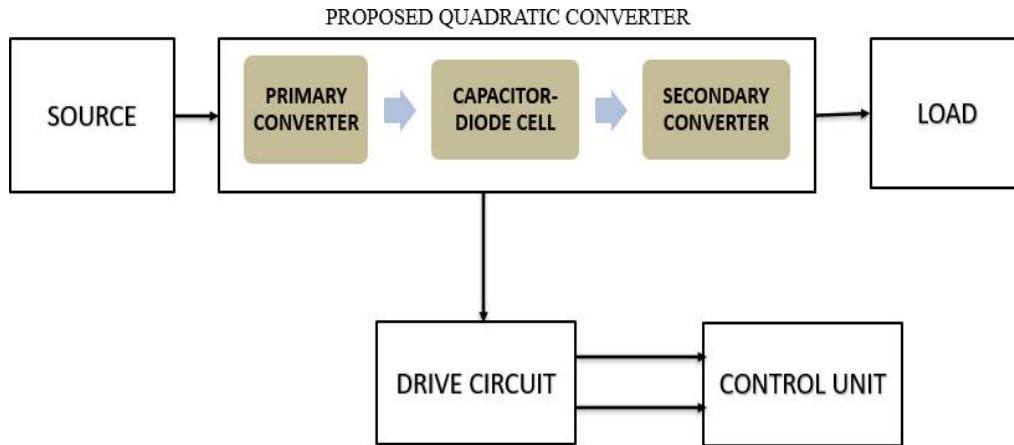 PROPOSED QUADRATIC CONVERTER
SOURCE
PRIMARY
CONVERTER
CAPACITOR-
DIODE CELL
SECONDARY
CONVERTER
LOAD
DRIVE CIRCUIT
CONTROL UNIT